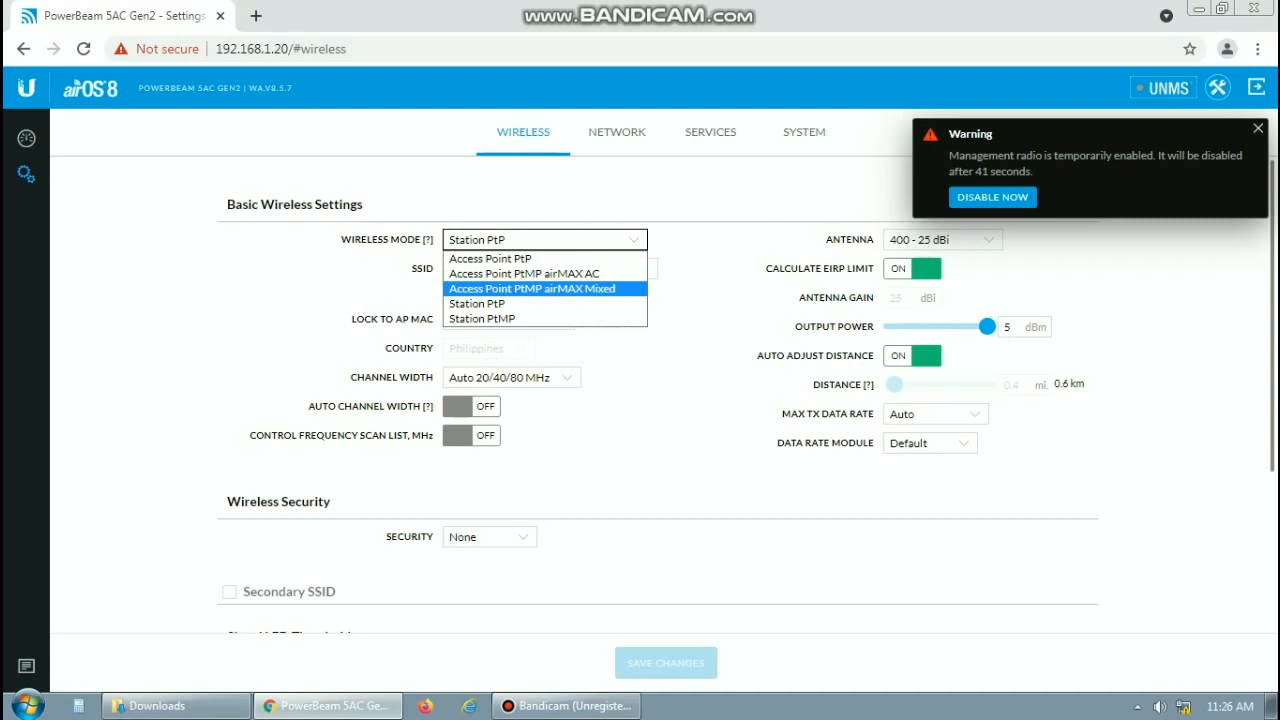 PowerBeam 5AC Gen2 - Settings
www.BANDICAM.com
Not secure
192.168.1.20/#wireless
U
airOS 8
POWERBEAM 5AC GEN2 | WA.V8.5.7
UNMS
WIRELESS
NETWORK
SERVICES
SYSTEM
Warning
Management radio is temporarily enabled. It will be disabled
after 41 seconds.
DISABLE NOW
Basic Wireless Settings
WIRELESS MODE [?]
Station PtP
ANTENNA
400 - 25 dBi
Access Point PtP
Access Point PtMP airMAX AC
Access Point PtMP airMAX Mixed
Station PtP
Station PtMP
SSID
CALCULATE EIRP LIMIT
ON
ANTENNA GAIN
25
dBi
LOCK TO AP MAC
OUTPUT POWER
5
dBm
COUNTRY
Philippines
AUTO ADJUST DISTANCE
ON
CHANNEL WIDTH
Auto 20/40/80 MHz
DISTANCE [?]
0.4
mi.
0.6 km
AUTO CHANNEL WIDTH [?]
OFF
MAX TX DATA RATE
Auto
CONTROL FREQUENCY SCAN LIST, MHz
OFF
DATA RATE MODULE
Default
Wireless Security
SECURITY
None
Secondary SSID
SAVE CHANGES
Downloads
PowerBeam 5AC Ge...
Bandicam (Unregiste...
11:26 AM